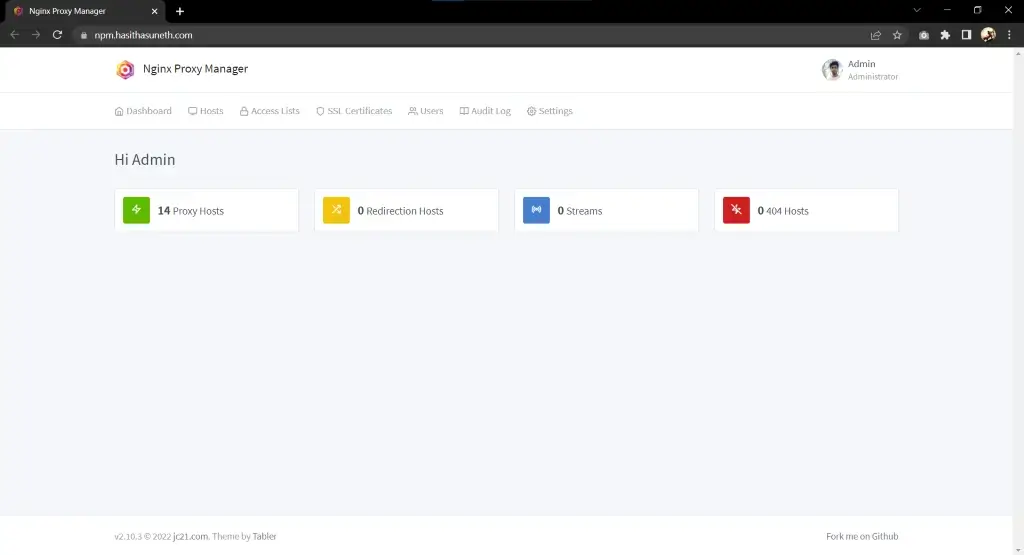 Nginx Proxy Manager
npm.hasithasuneth.com
Nginx Proxy Manager
Admin
Administrator
Dashboard Hosts Access Lists SSL Certificates Users Audit Log Settings
Hi Admin
14 Proxy Hosts 0 Redirection Hosts 0 Streams 0 404 Hosts
v2.10.3 © 2022 jc21.com. Theme by Tabler Fork me on Github